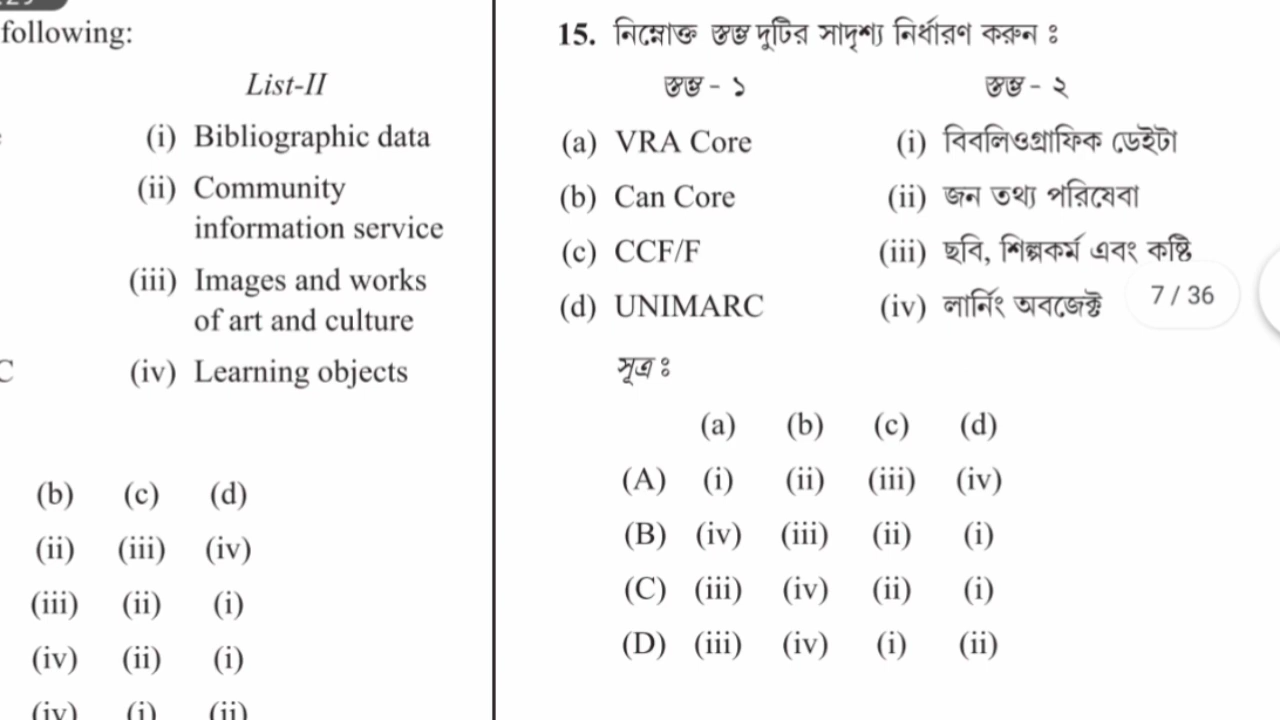 following:
List-II
(i) Bibliographic data
(ii) Community
information service
(iii) Images and works
of art and culture
C (iv) Learning objects
(b) (c) (d)
(ii) (iii) (iv)
(iii) (ii) (i)
(iv) (ii) (i)
(iv) (i) (ii)
15. নিম্নোক্ত স্তম্ভ দুটির সাদৃশ্য নির্ধারণ করুন ঃ
স্তম্ভ - ১ স্তম্ভ - ২
(a) VRA Core (i) বিবলিওগ্রাফিক ডেইটা
(b) Can Core (ii) জন তথ্য পরিষেবা
(c) CCF/F (iii) ছবি, শিল্পকর্ম এবং কৃষ্টি
(d) UNIMARC (iv) লার্নিং অবজেক্ট
7 / 36
সূত্র ঃ
(a) (b) (c) (d)
(A) (i) (ii) (iii) (iv)
(B) (iv) (iii) (ii) (i)
(C) (iii) (iv) (ii) (i)
(D) (iii) (iv) (i) (ii)